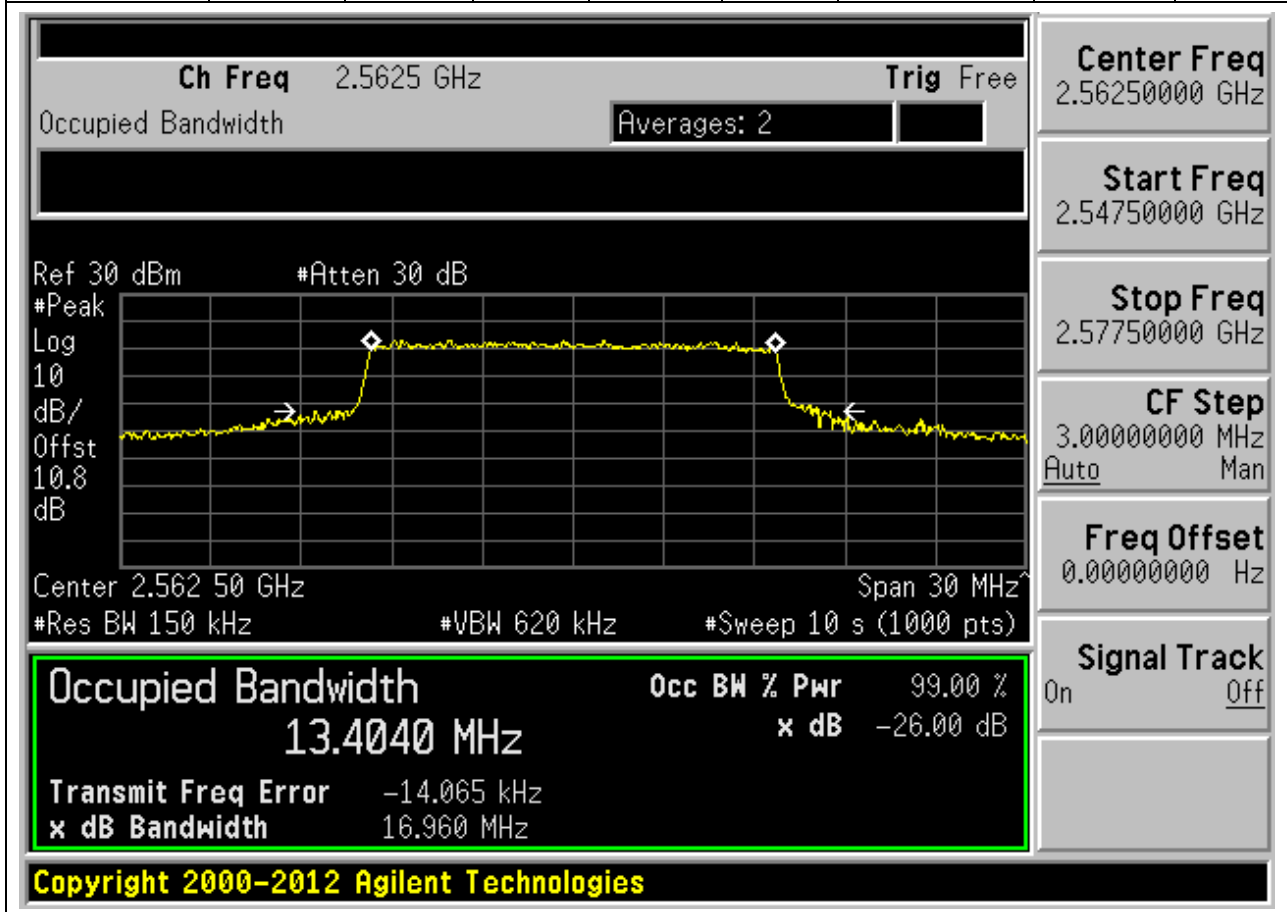 Ch Freq 2.5625 GHz Trig Free
Occupied Bandwidth Averages: 2
Ref 30 dBm #Atten 30 dB
#Peak
Log
10
dB/
Offst
10.8
dB
Center 2.562 50 GHz Span 30 MHz^
#Res BW 150 kHz #VBW 620 kHz #Sweep 10 s (1000 pts)
Occupied Bandwidth Occ BW % Pwr 99.00 %
13.4040 MHz x dB -26.00 dB
Transmit Freq Error -14.065 kHz
x dB Bandwidth 16.960 MHz
Copyright 2000-2012 Agilent Technologies
Center Freq
2.56250000 GHz
Start Freq
2.54750000 GHz
Stop Freq
2.57750000 GHz
CF Step
3.00000000 MHz
Auto Man
Freq Offset
0.00000000 Hz
Signal Track
On Off